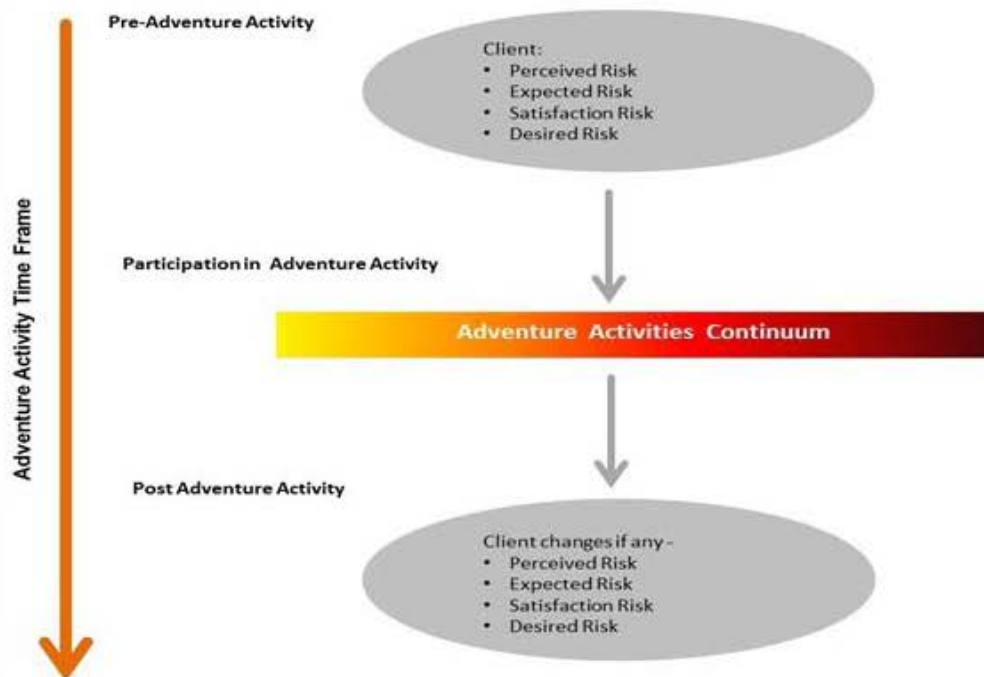 Pre-Adventure Activity
Client:
• Perceived Risk
• Expected Risk
• Satisfaction Risk
• Desired Risk
Adventure Activity Time Frame
Participation in Adventure Activity
Adventure Activities Continuum
Post Adventure Activity
Client changes if any -
• Perceived Risk
• Expected Risk
• Satisfaction Risk
• Desired Risk